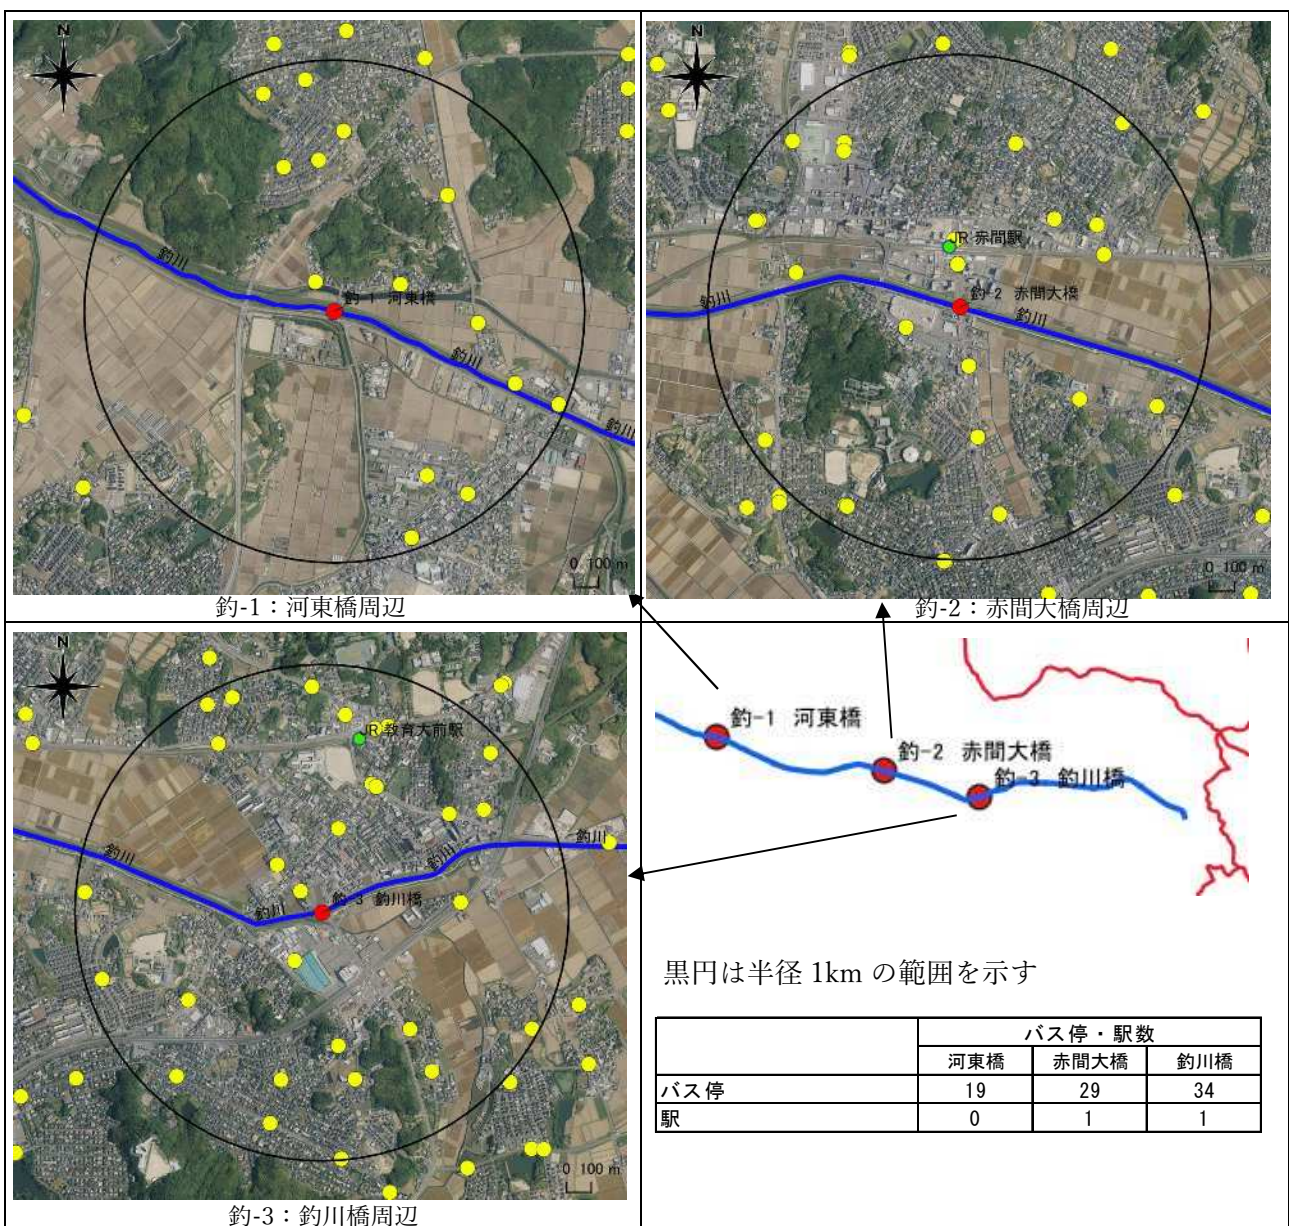 N
釣川
釣-1 河東橋
釣川
釣川
0 100 m
釣-1：河東橋周辺
N
JR 赤間駅
釣川
釣-2 赤間大橋
釣川
0 100 m
釣-2：赤間大橋周辺
N
JR 教育大前駅
釣川
釣川
釣川
釣-3 釣川橋
釣川
0 100 m
釣-3：釣川橋周辺
釣-1 河東橋
釣-2 赤間大橋
釣-3 釣川橋
黒円は半径 1km の範囲を示す
バス停・駅数
河東橋 赤間大橋 釣川橋
バス停 19 29 34
駅 0 1 1